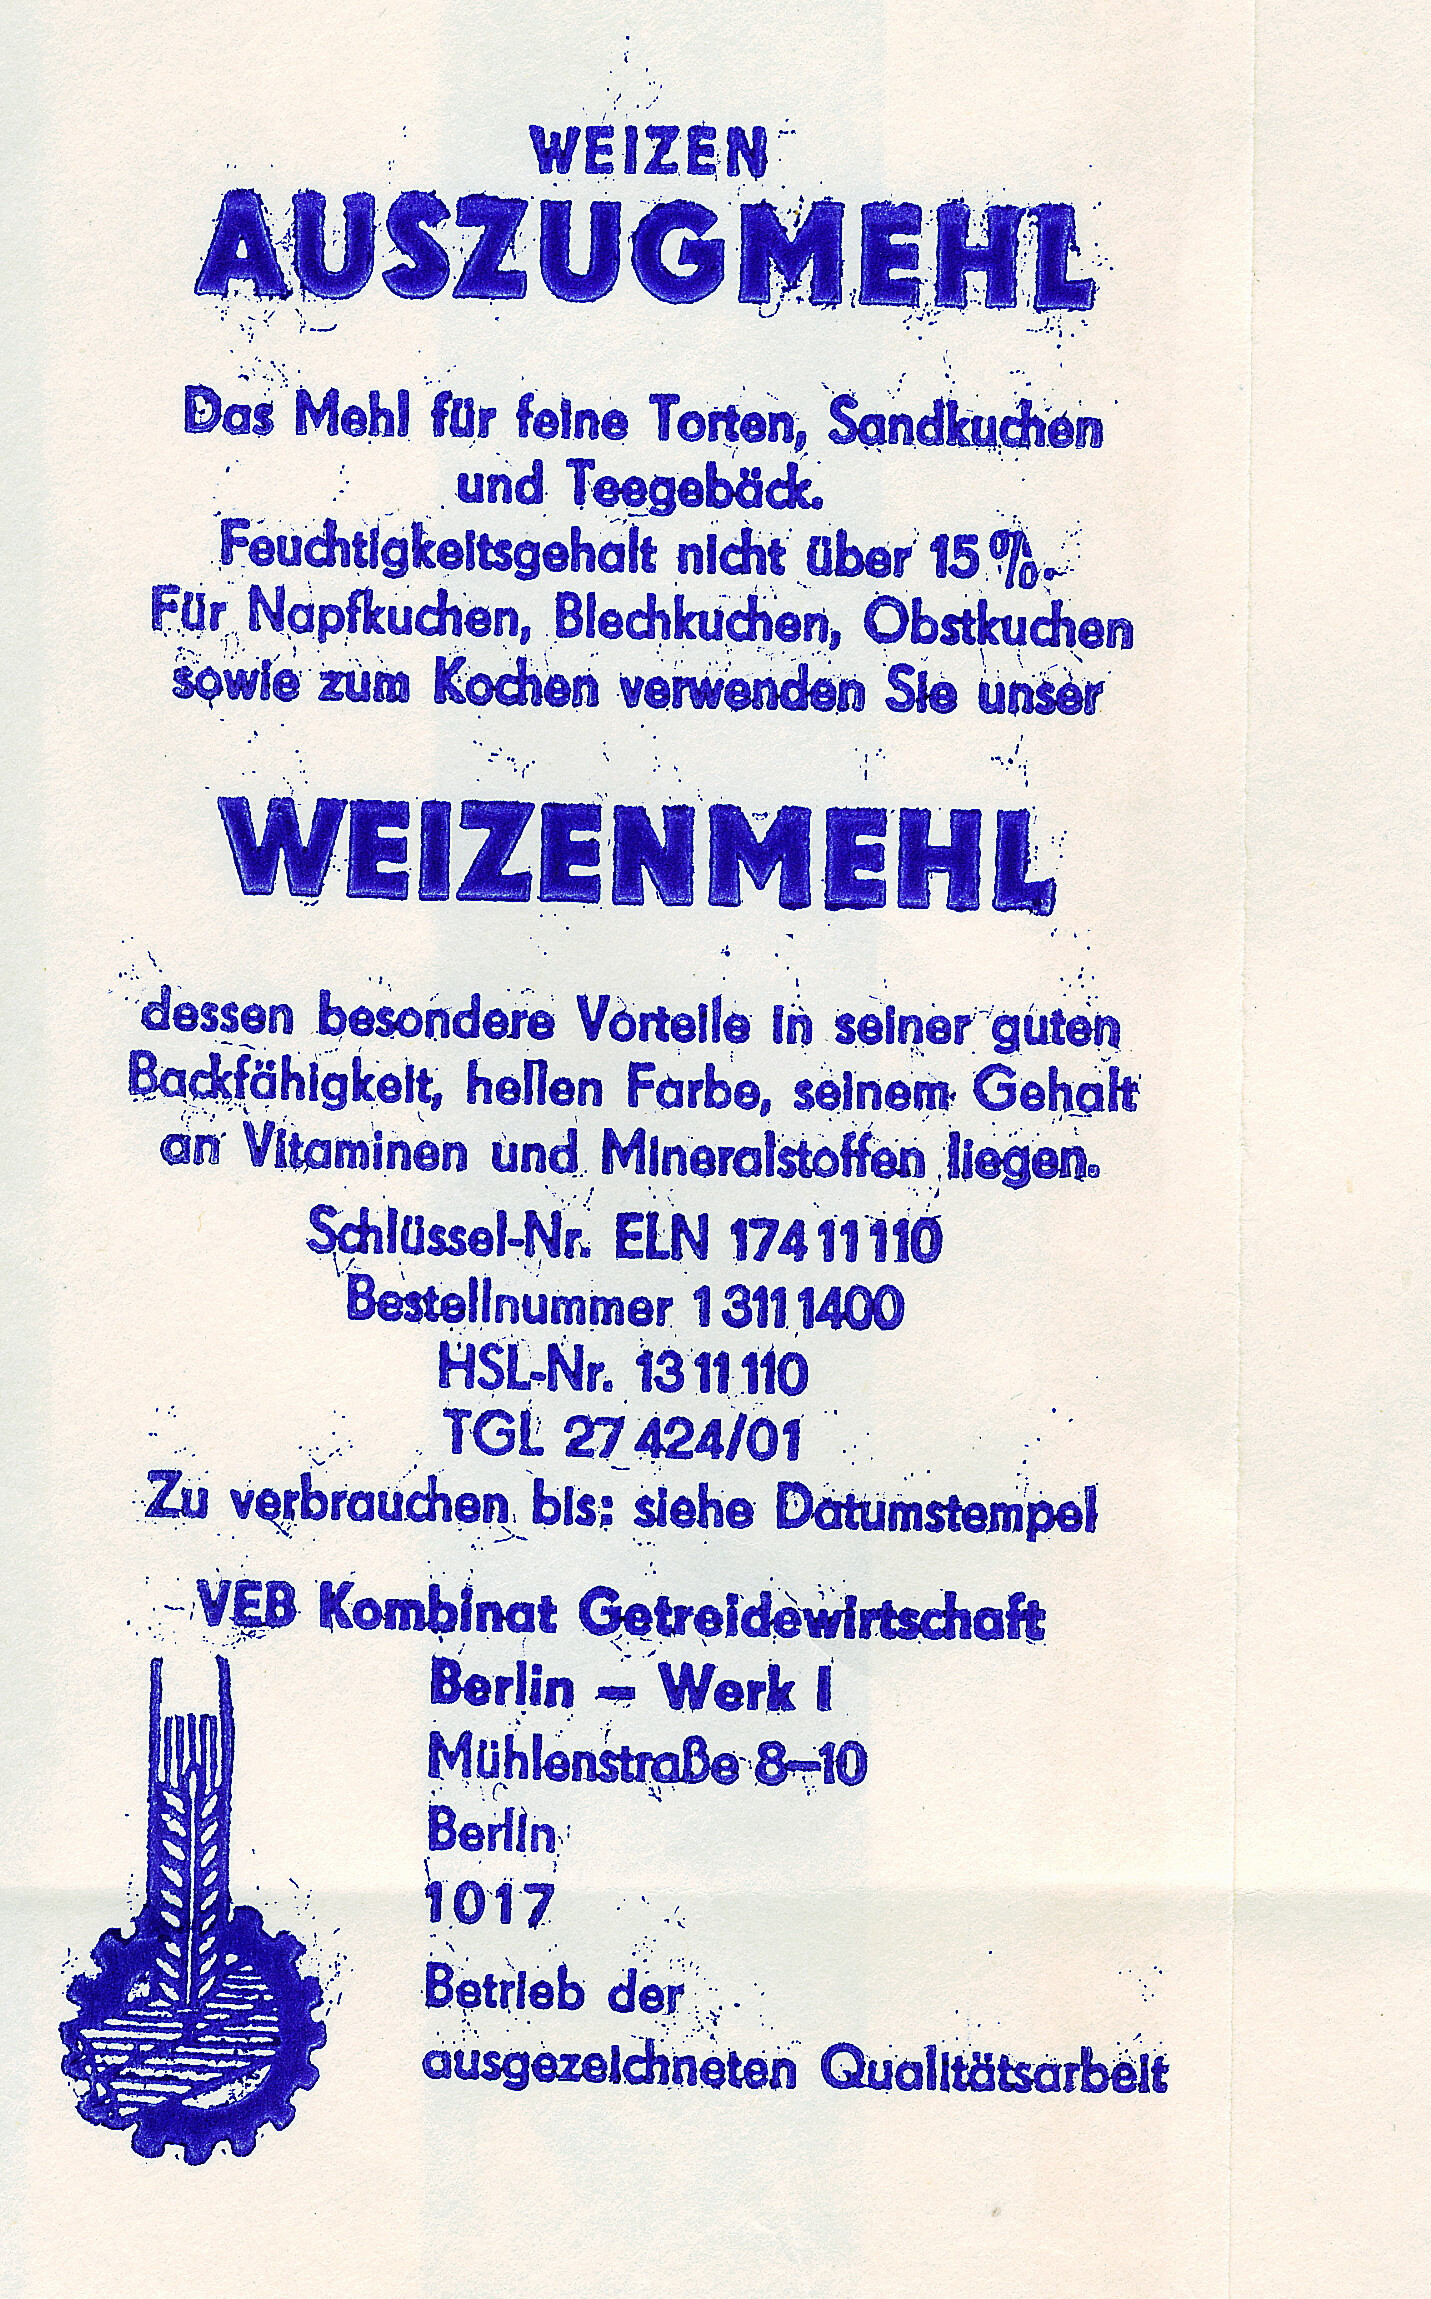 WEIZEN
AUSZUGMEHL
Das Mehl für feine Torten, Sandkuchen
und Teegebäck.
Feuchtigkeitsgehalt nicht über 15 %.
Für Napfkuchen, Blechkuchen, Obstkuchen
sowie zum Kochen verwenden Sie unser
WEIZENMEHL
dessen besondere Vorteile in seiner guten
Backfähigkeit, hellen Farbe, seinem Gehalt
an Vitaminen und Mineralstoffen liegen.
Schlüssel-Nr. ELN 174 11 110
Bestellnummer 1 311 1400
HSL-Nr. 13 11 110
TGL 27 424/01
Zu verbrauchen bis: siehe Datumstempel
VEB Kombinat Getreidewirtschaft
Berlin – Werk I
Mühlenstraße 8–10
Berlin
1017
Betrieb der
ausgezeichneten Qualitätsarbeit